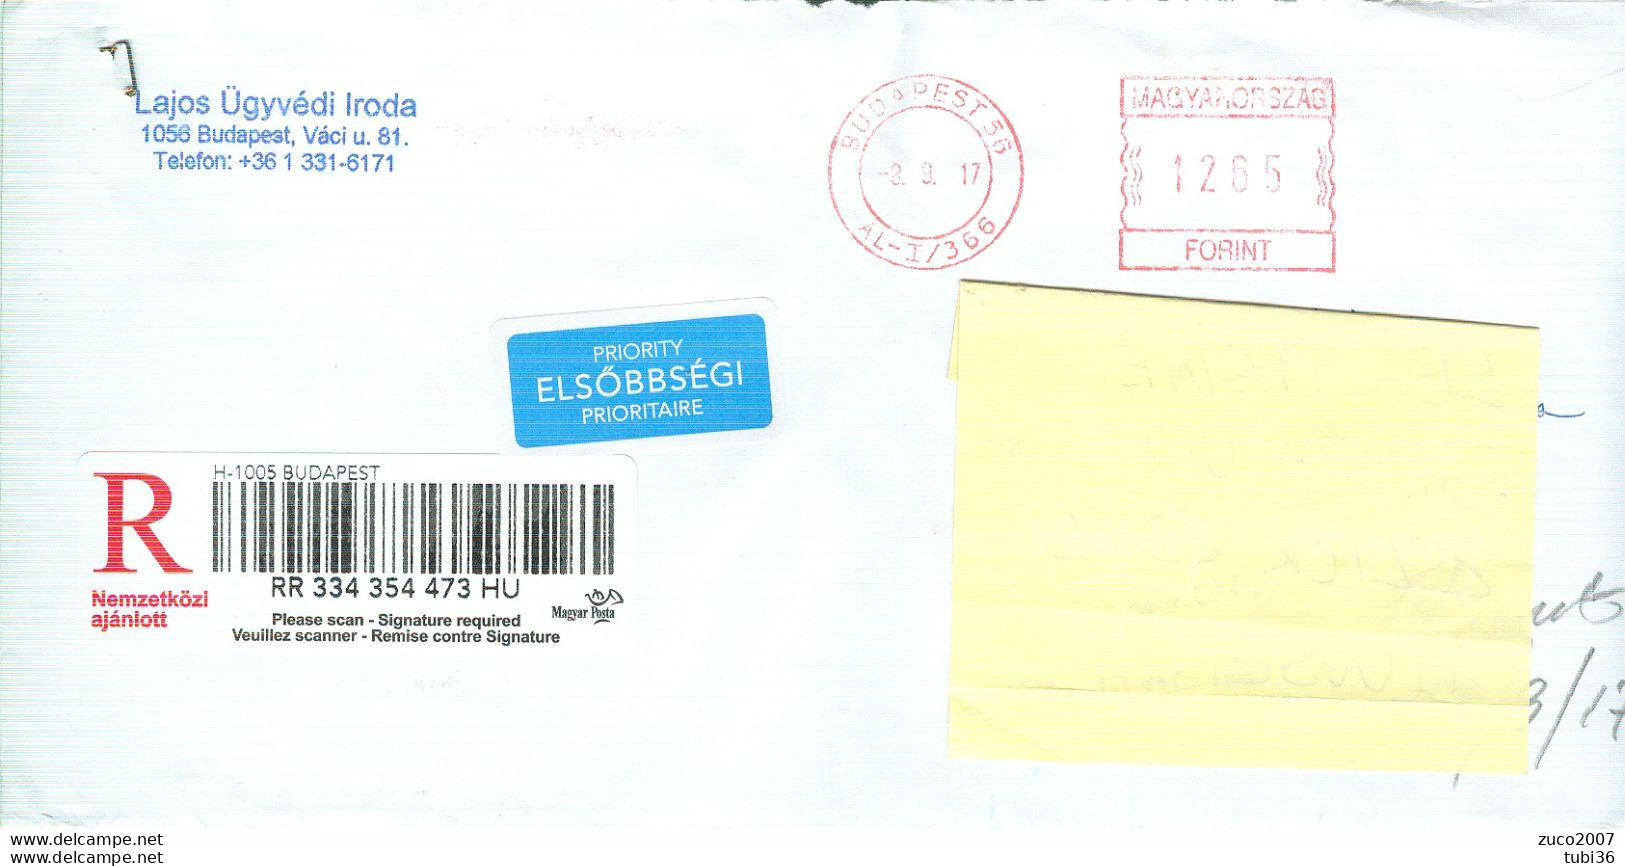 Lajos Ügyvédi Iroda
1056 Budapest, Váci u. 81.
Telefon: +36 1 331-6171
BUDAPEST 56
-8. 9. 17
AL-I/366
MAGYARORSZÁG
1265
FORINT
PRIORITY
ELSŐBBSÉGI
PRIORITAIRE
R
H-1005 BUDAPEST
RR 334 354 473 HU
Nemzetközi
ajánlott
Please scan - Signature required
Veuillez scanner - Remise contre Signature
Magyar Posta
3/17
www.delcampe.net
www.delcampe.net
zuco2007
tubi36